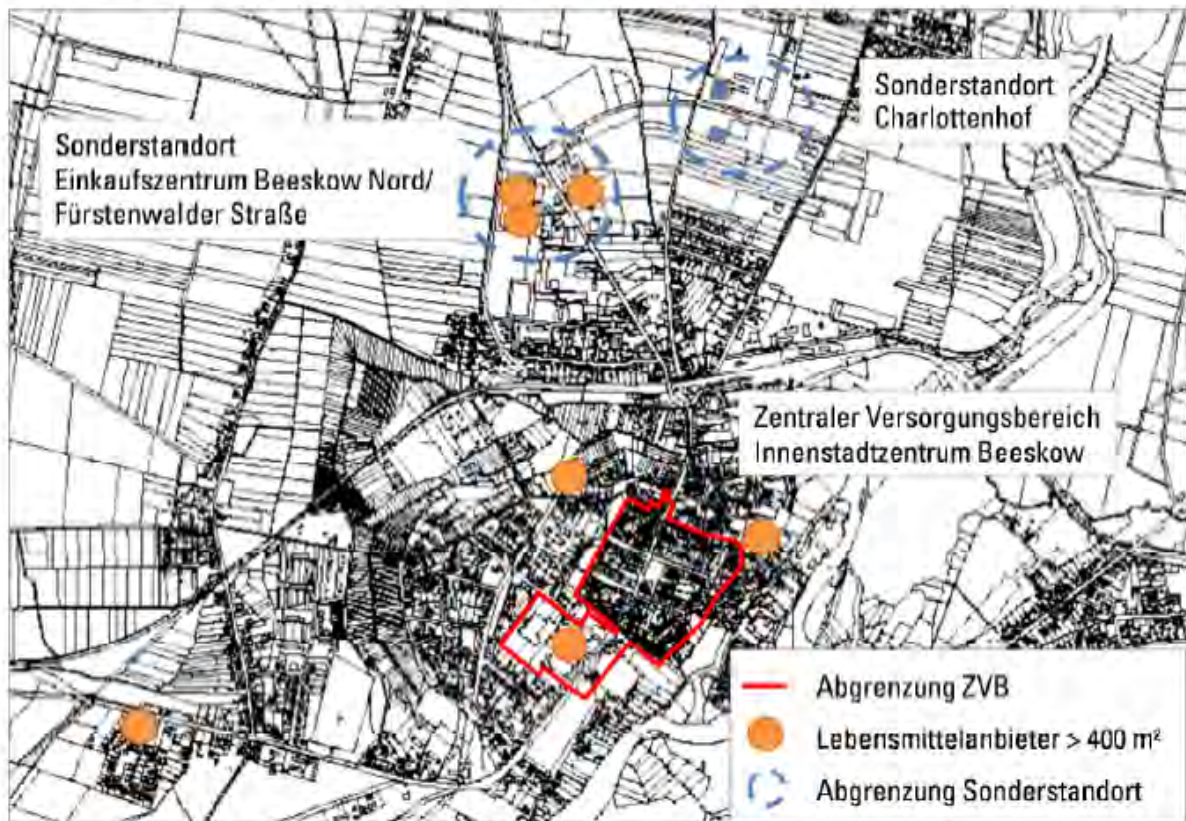 Sonderstandort
Charlottenhof
Sonderstandort
Einkaufszentrum Beeskow Nord/
Fürstenwalder Straße
Zentraler Versorgungsbereich
Innenstadtzentrum Beeskow
Abgrenzung ZVB
Lebensmittelanbieter > 400 m²
Abgrenzung Sonderstandort